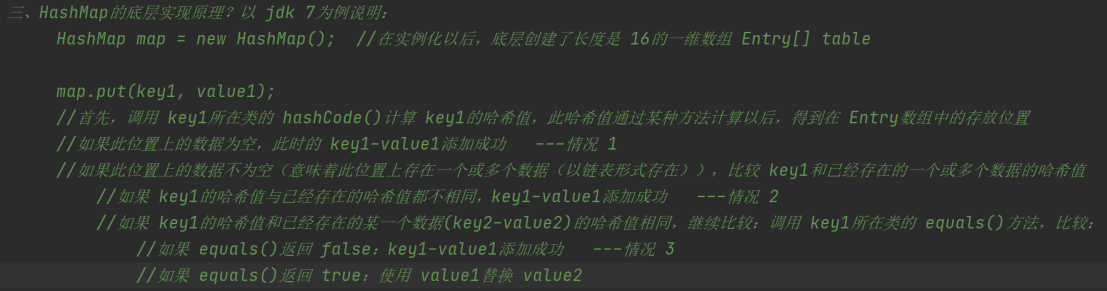 三、HashMap的底层实现原理？以 jdk 7为例说明：
HashMap map = new HashMap();  //在实例化以后，底层创建了长度是 16的一维数组 Entry[] table
map.put(key1, value1);
//首先，调用 key1所在类的 hashCode()计算 key1的哈希值，此哈希值通过某种方法计算以后，得到在 Entry数组中的存放位置
//如果此位置上的数据为空，此时的 key1-value1添加成功   ---情况 1
//如果此位置上的数据不为空（意味着此位置上存在一个或多个数据（以链表形式存在）），比较 key1和已经存在的一个或多个数据的哈希值
//如果 key1的哈希值与已经存在的哈希值都不相同，key1-value1添加成功   ---情况 2
//如果 key1的哈希值和已经存在的某一个数据(key2-value2)的哈希值相同，继续比较：调用 key1所在类的 equals()方法，比较：
//如果 equals()返回 false：key1-value1添加成功   ---情况 3
//如果 equals()返回 true：使用 value1替换 value2